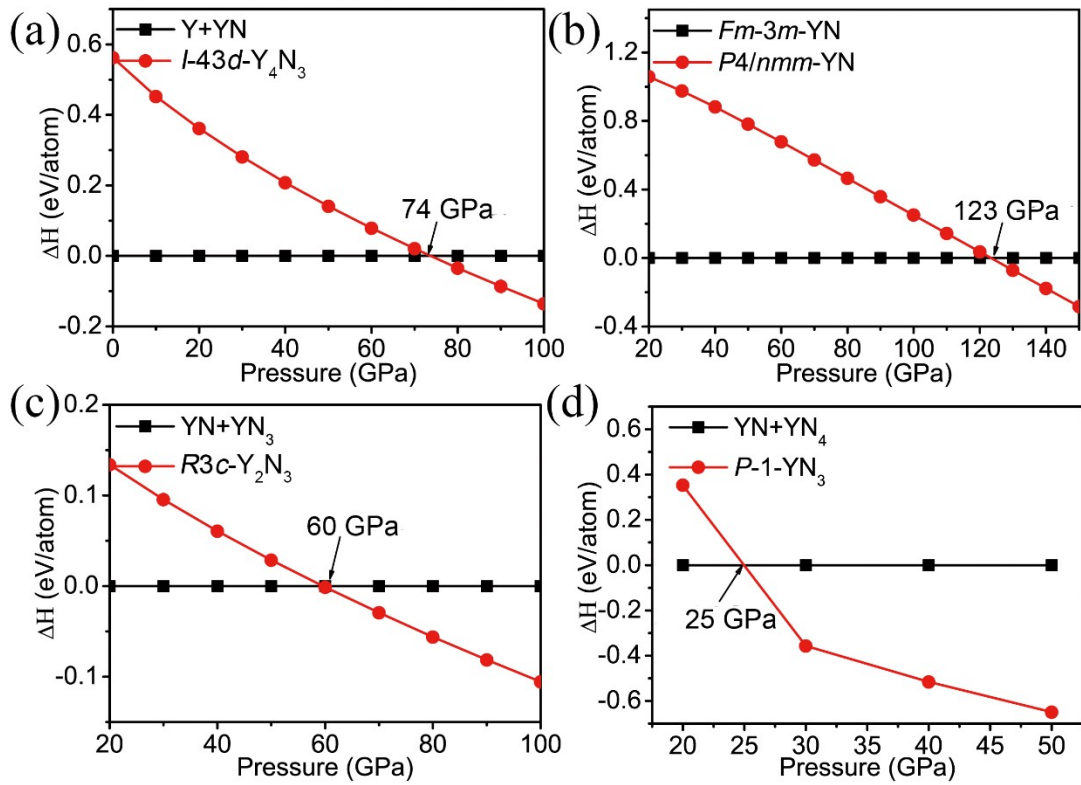 (a)
Y+YN
I-43d-Y4N3
74 GPa
ΔH (eV/atom)
0.6
0.4
0.2
0.0
-0.2
0 20 40 60 80 100
Pressure (GPa)
(b)
Fm-3m-YN
P4/nmm-YN
123 GPa
ΔH (eV/atom)
1.2
0.8
0.4
0.0
-0.4
20 40 60 80 100 120 140
Pressure (GPa)
(c)
YN+YN3
R3c-Y2N3
60 GPa
ΔH (eV/atom)
0.2
0.1
0.0
-0.1
20 40 60 80 100
Pressure (GPa)
(d)
YN+YN4
P-1-YN3
25 GPa
ΔH (eV/atom)
0.6
0.4
0.2
0.0
-0.2
-0.4
-0.6
20 25 30 35 40 45 50
Pressure (GPa)